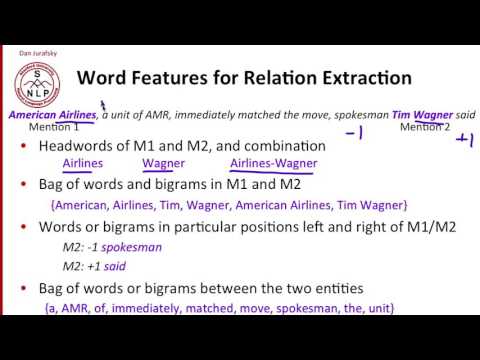 Dan Jurafsky
S
NLP
Word Features for Relation Extraction
American Airlines, a unit of AMR, immediately matched the move, spokesman Tim Wagner said
Mention 1 Mention 2
-1 +1
• Headwords of M1 and M2, and combination
Airlines Wagner Airlines-Wagner
• Bag of words and bigrams in M1 and M2
{American, Airlines, Tim, Wagner, American Airlines, Tim Wagner}
• Words or bigrams in particular positions left and right of M1/M2
M2: -1 spokesman
M2: +1 said
• Bag of words or bigrams between the two entities
{a, AMR, of, immediately, matched, move, spokesman, the, unit}